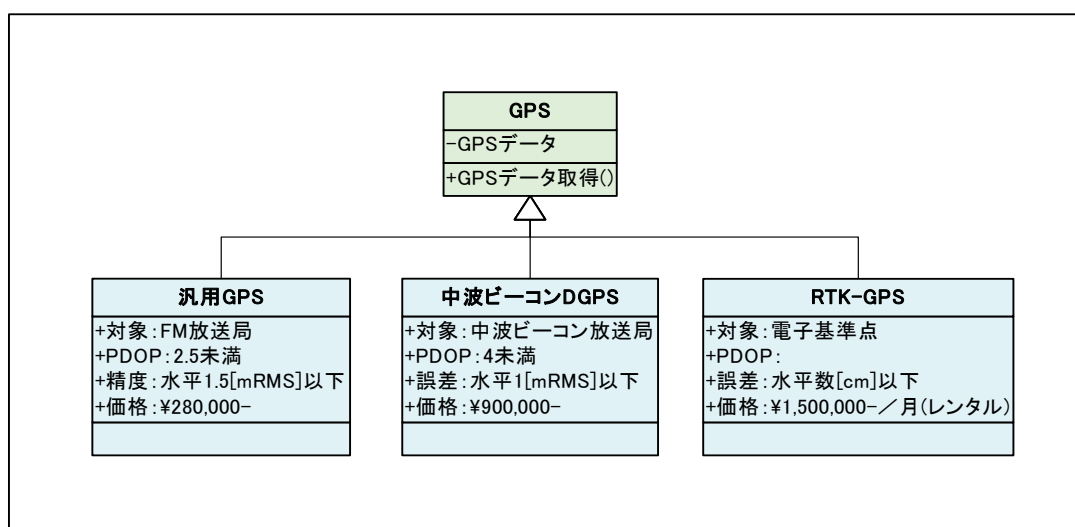 GPS
-GPSデータ
+GPSデータ取得()
汎用GPS
+対象:FM放送局
+PDOP:2.5未満
+精度:水平1.5[mRMS]以下
+価格:¥280,000-
中波ビーコンDGPS
+対象:中波ビーコン放送局
+PDOP:4未満
+誤差:水平1[mRMS]以下
+価格:¥900,000-
RTK-GPS
+対象:電子基準点
+PDOP:
+誤差:水平数[cm]以下
+価格:¥1,500,000-/月(レンタル)